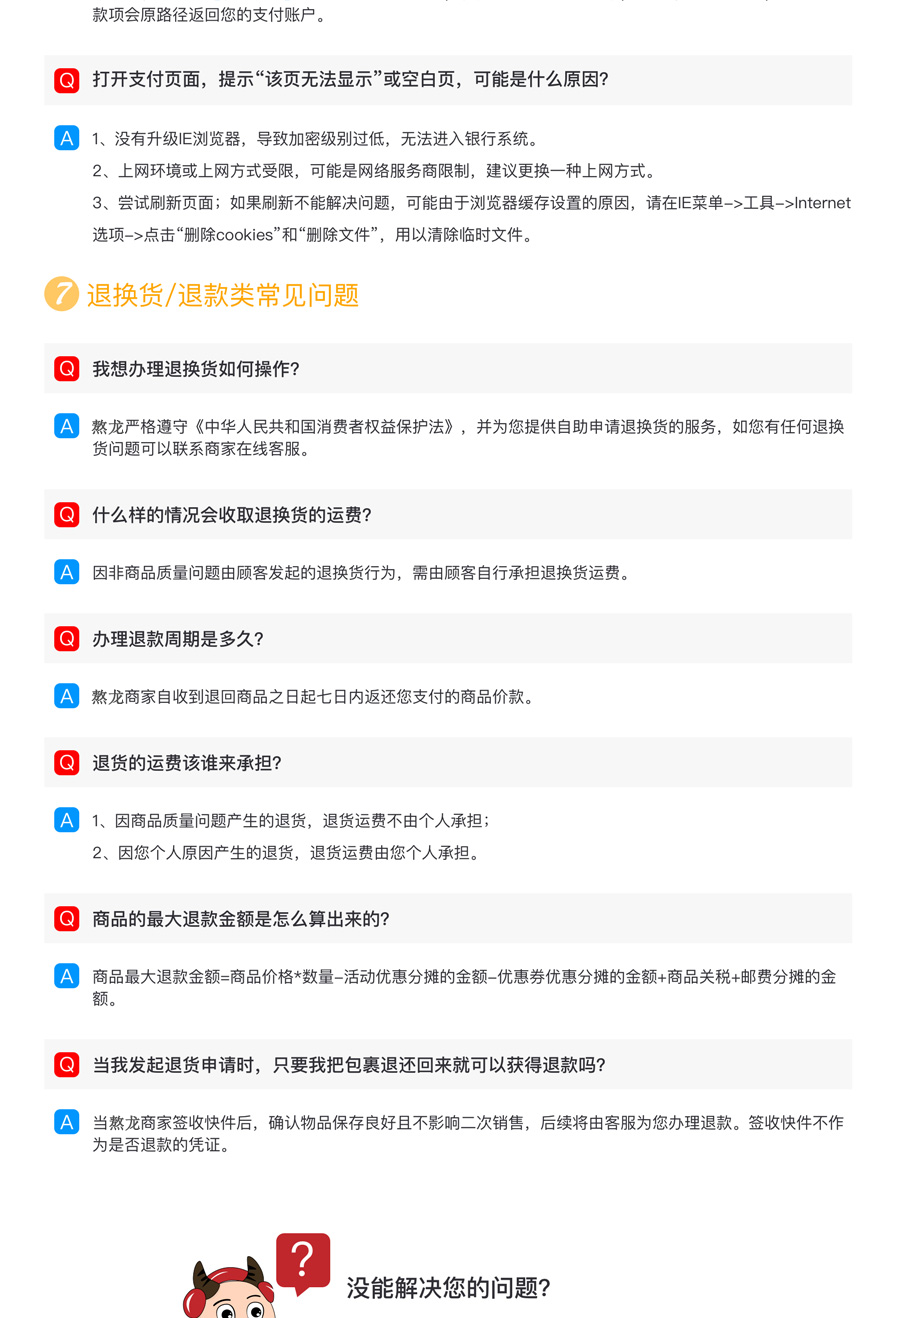 款项会原路径返回您的支付账户。
Q 打开支付页面，提示“该页无法显示”或空白页，可能是什么原因？
A 1、没有升级IE浏览器，导致加密级别过低，无法进入银行系统。
2、上网环境或上网方式受限，可能是网络服务商限制，建议更换一种上网方式。
3、尝试刷新页面；如果刷新不能解决问题，可能由于浏览器缓存设置的原因，请在IE菜单–>工具–>Internet
选项–>点击“删除cookies”和“删除文件”，用以清除临时文件。
7 退换货/退款类常见问题
Q 我想办理退换货如何操作？
A 熬龙严格遵守《中华人民共和国消费者权益保护法》，并为您提供自助申请退换货的服务，如您有任何退换
货问题可以联系商家在线客服。
Q 什么样的情况会收取退换货的运费？
A 因非商品质量问题由顾客发起的退换货行为，需由顾客自行承担退换货运费。
Q 办理退款周期是多久？
A 熬龙商家自收到退回商品之日起七日内返还您支付的商品价款。
Q 退货的运费该谁来承担？
A 1、因商品质量问题产生的退货，退货运费不由个人承担；
2、因您个人原因产生的退货，退货运费由您个人承担。
Q 商品的最大退款金额是怎么算出来的？
A 商品最大退款金额=商品价格*数量–活动优惠分摊的金额–优惠券优惠分摊的金额+商品关税+邮费分摊的金
额。
Q 当我发起退货申请时，只要我把包裹退还回来就可以获得退款吗？
A 当熬龙商家签收快件后，确认物品保存良好且不影响二次销售，后续将由客服为您办理退款。签收快件不作
为是否退款的凭证。
?
没能解决您的问题？